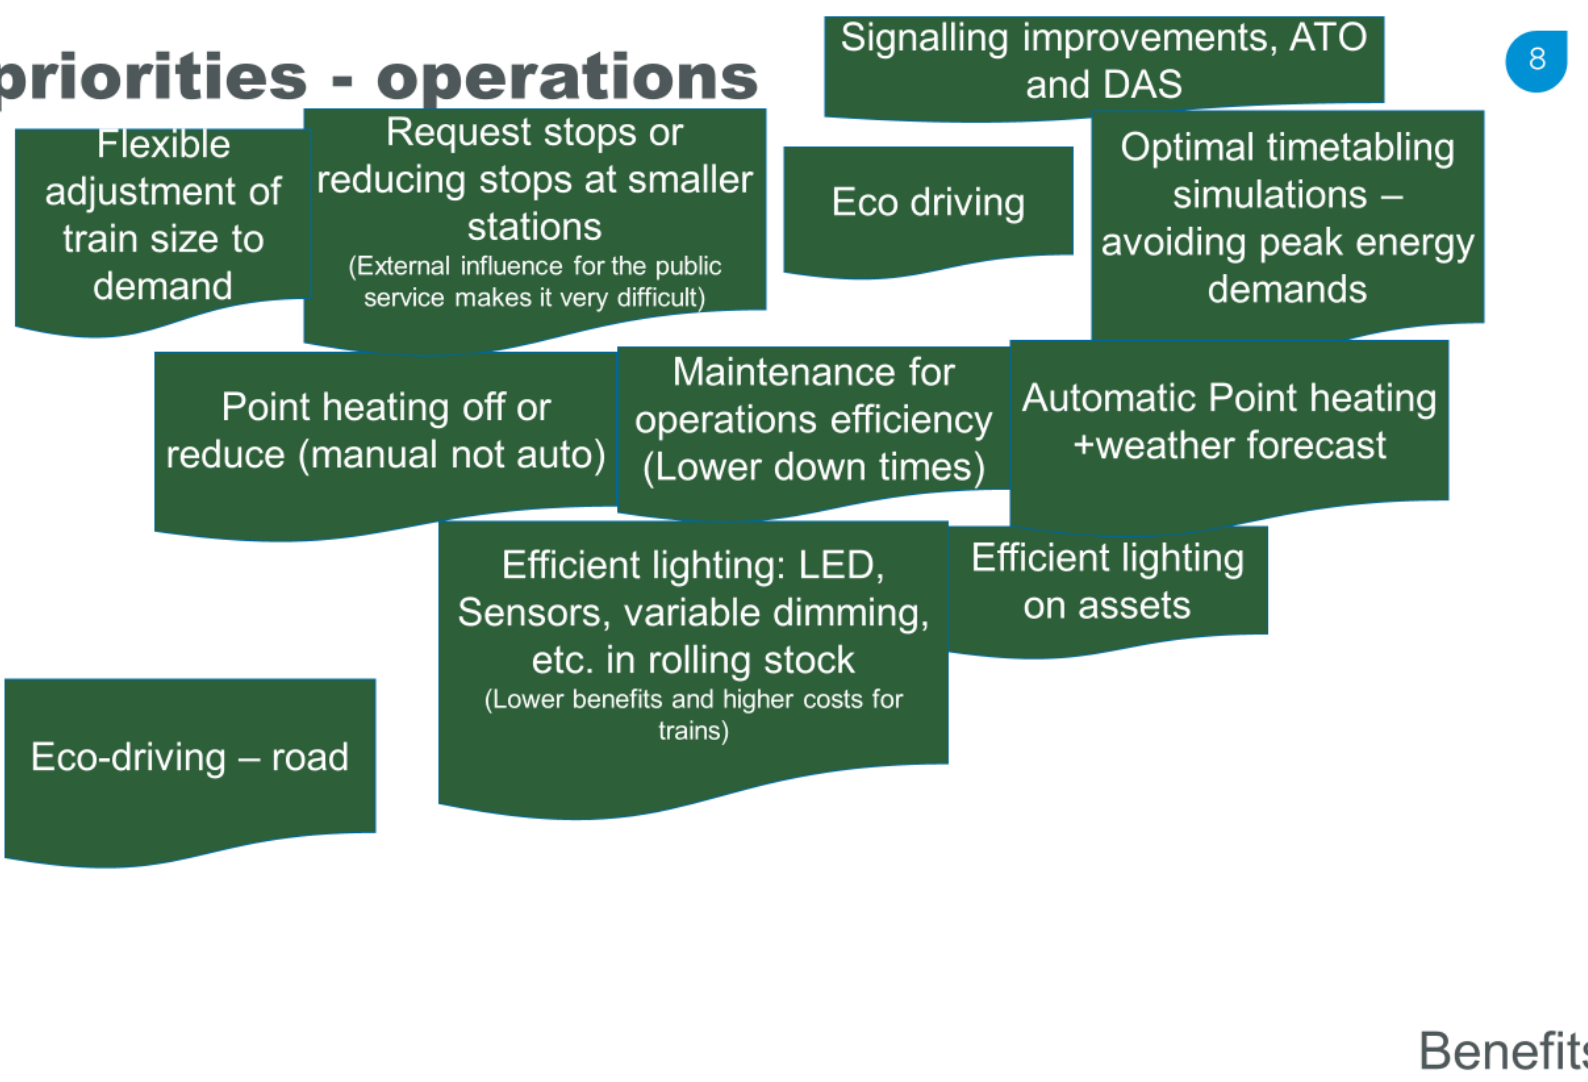 priorities - operations
8
Signalling improvements, ATO
and DAS
Flexible
adjustment of
train size to
demand
Request stops or
reducing stops at smaller
stations
(External influence for the public
service makes it very difficult)
Eco driving
Optimal timetabling
simulations –
avoiding peak energy
demands
Point heating off or
reduce (manual not auto)
Maintenance for
operations efficiency
(Lower down times)
Automatic Point heating
+weather forecast
Efficient lighting: LED,
Sensors, variable dimming,
etc. in rolling stock
(Lower benefits and higher costs for
trains)
Efficient lighting
on assets
Eco-driving – road
Benefits